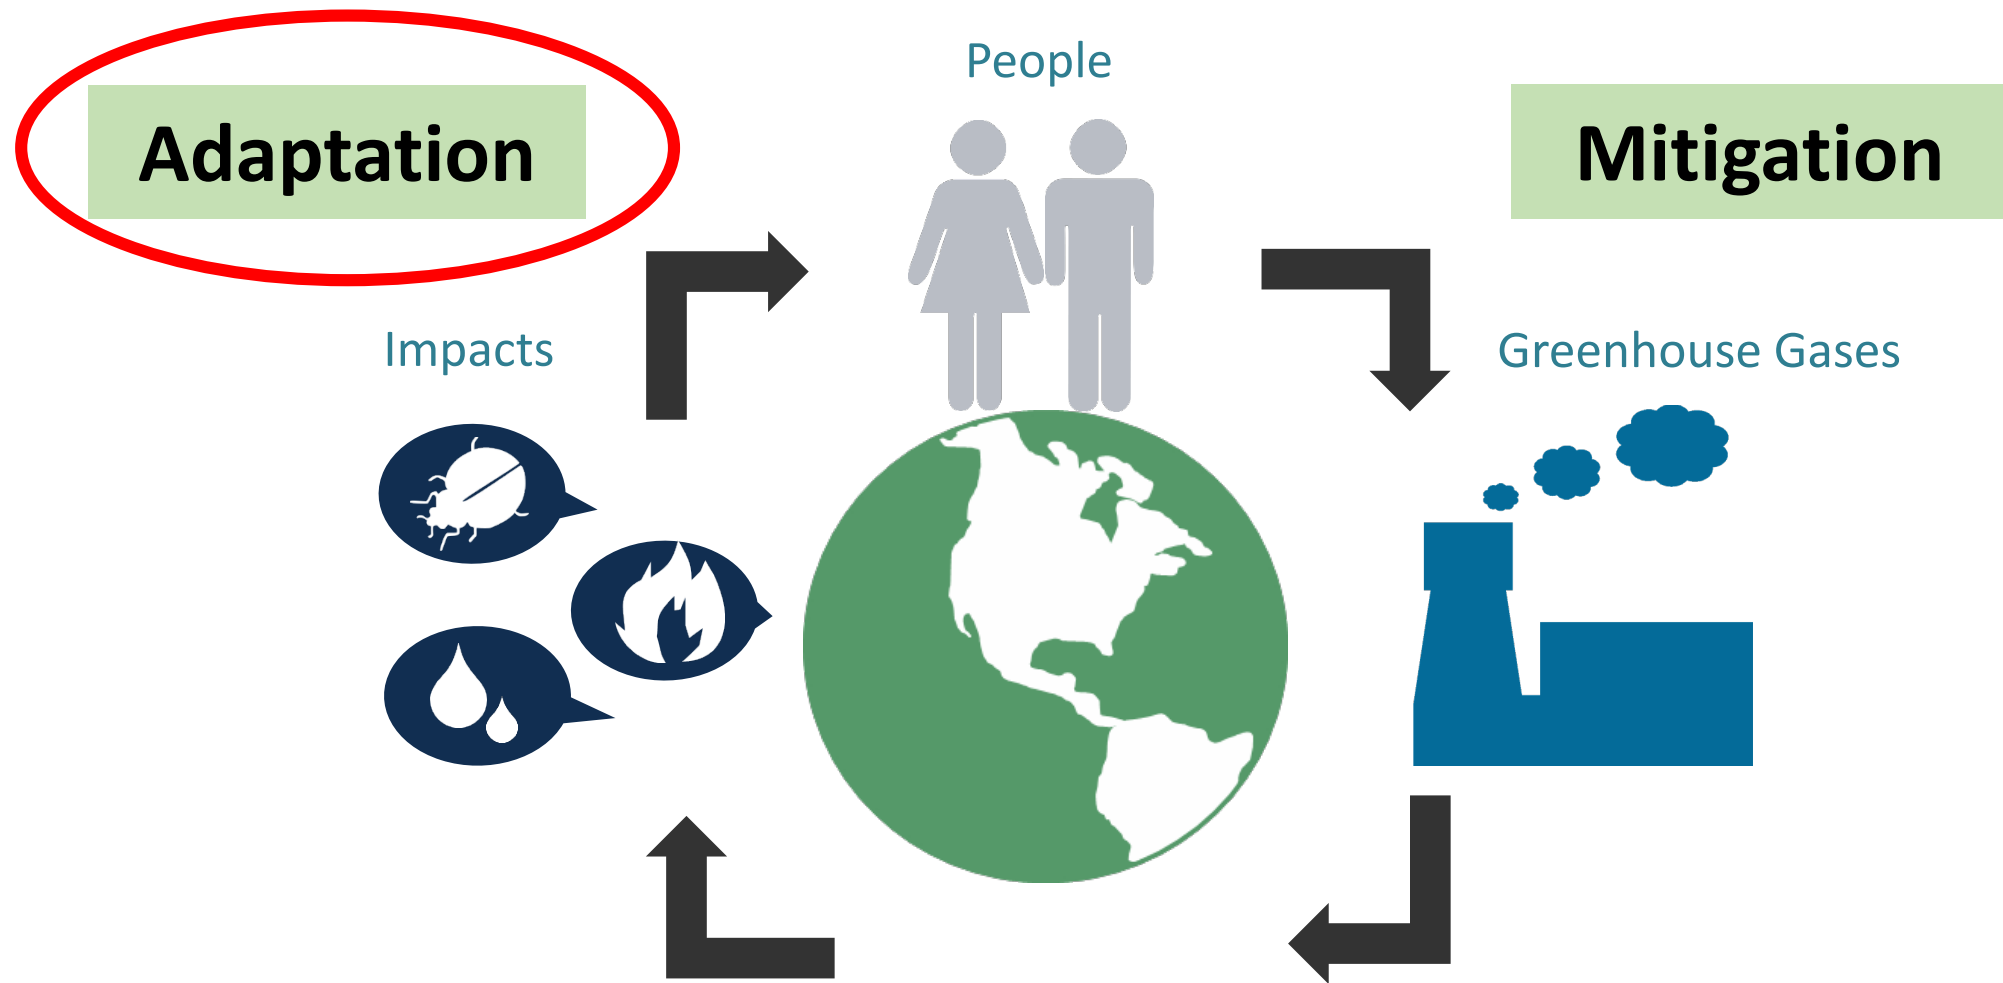 People
Adaptation
Mitigation
Impacts
Greenhouse Gases